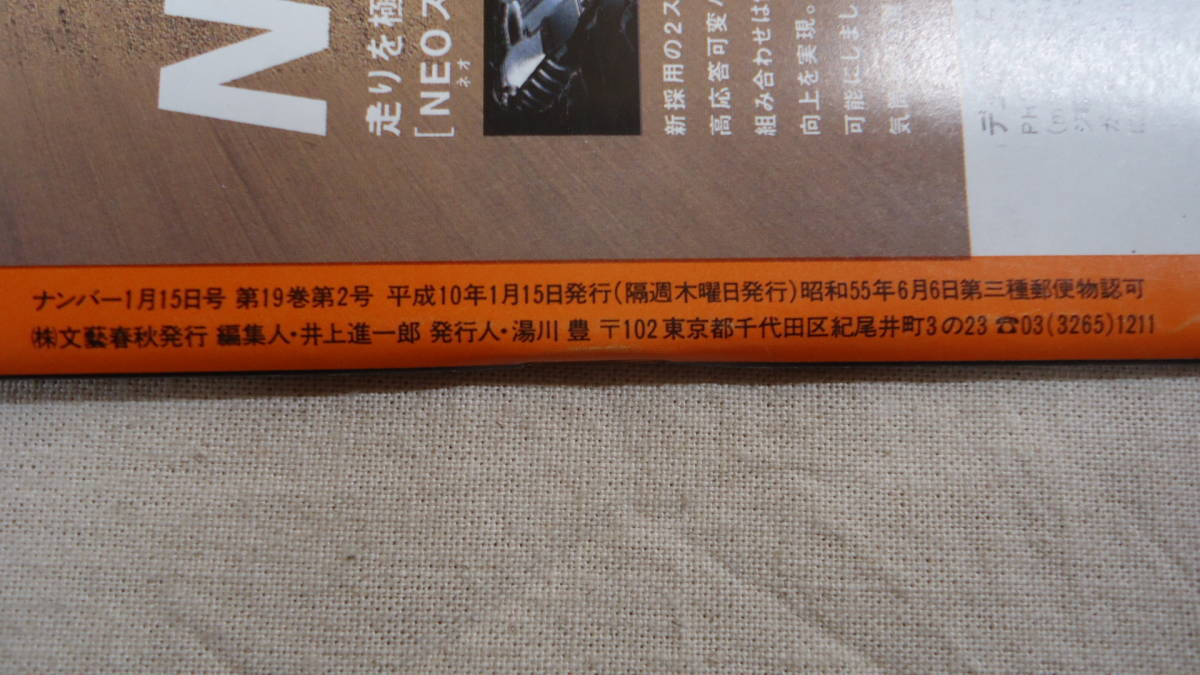 N
走りを極
[NEOス
ネオ
新採用の2ス
高応答可変バ
組み合わせは
向上を実現。
可能にしまし
ナンバー1月15日号 第19巻第2号 平成10年1月15日発行(隔週木曜日発行)昭和55年6月6日第三種郵便物認可
㈱文藝春秋発行 編集人・井上進一郎 発行人・湯川 豊 〒102 東京都千代田区紀尾井町3の23 ☎03(3265)1211